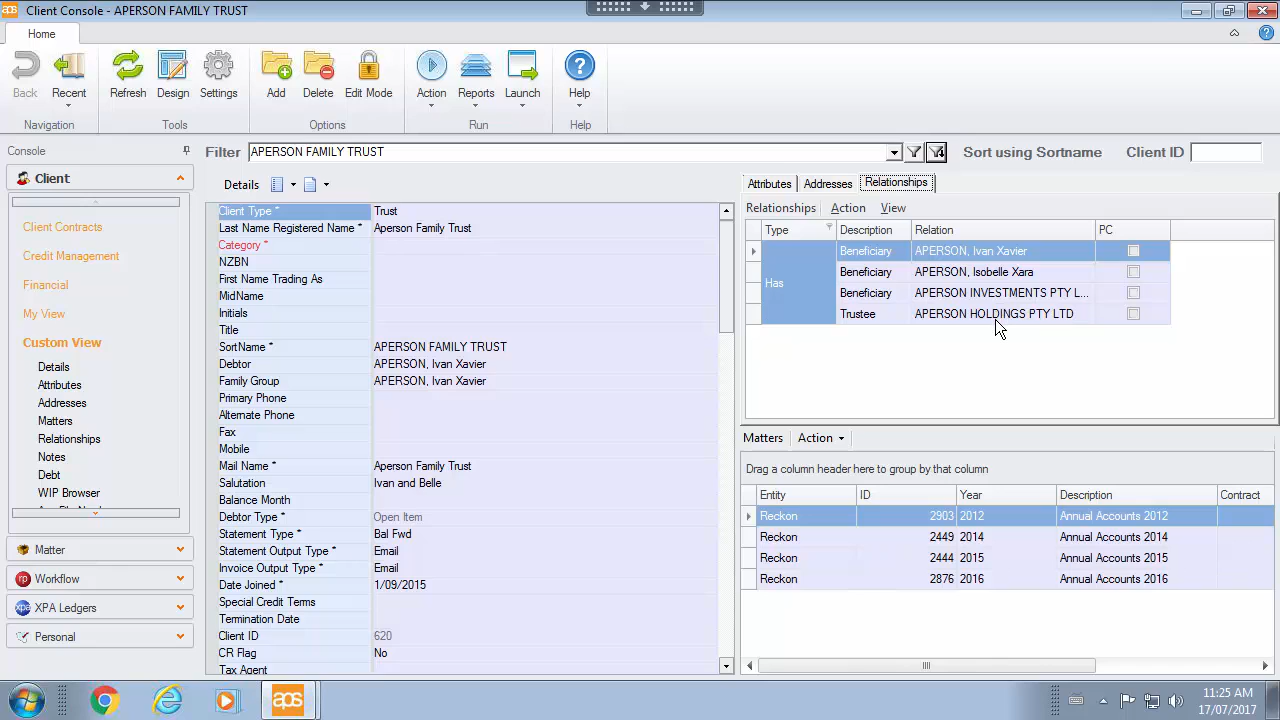 aps Client Console - APERSON FAMILY TRUST
Home
Back Recent Refresh Design Settings Add Delete Edit Mode Action Reports Launch Help
Navigation Tools Options Run Help
Console
Filter APERSON FAMILY TRUST Sort using Sortname Client ID
Client
Client Contracts
Credit Management
Financial
My View
Custom View
Details
Attributes
Addresses
Matters
Relationships
Notes
Debt
WIP Browser
Matter
rp Workflow
xpa XPA Ledgers
Personal
Details
Client Type * Trust
Last Name Registered Name * Aperson Family Trust
Category *
NZBN
First Name Trading As
MidName
Initials
Title
SortName * APERSON FAMILY TRUST
Debtor APERSON, Ivan Xavier
Family Group APERSON, Ivan Xavier
Primary Phone
Alternate Phone
Fax
Mobile
Mail Name * Aperson Family Trust
Salutation Ivan and Belle
Balance Month
Debtor Type * Open Item
Statement Type * Bal Fwd
Statement Output Type * Email
Invoice Output Type * Email
Date Joined * 1/09/2015
Special Credit Terms
Termination Date
Client ID 620
CR Flag No
Tax Agent
Attributes Addresses Relationships
Relationships Action View
Type Description Relation PC
Has
Beneficiary APERSON, Ivan Xavier
Beneficiary APERSON, Isobelle Xara
Beneficiary APERSON INVESTMENTS PTY L...
Trustee APERSON HOLDINGS PTY LTD
Matters Action
Drag a column header here to group by that column
Entity ID Year Description Contract
Reckon 2903 2012 Annual Accounts 2012
Reckon 2449 2014 Annual Accounts 2014
Reckon 2444 2015 Annual Accounts 2015
Reckon 2876 2016 Annual Accounts 2016
aps
11:25 AM
17/07/2017